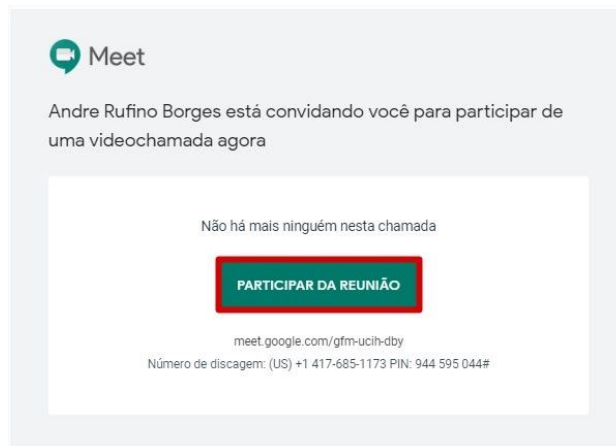 Meet
Andre Rufino Borges está convidando você para participar de
uma videochamada agora
Não há mais ninguém nesta chamada
PARTICIPAR DA REUNIÃO
meet.google.com/gfm-ucih-dby
Número de discagem: (US) +1 417-685-1173 PIN: 944 595 044#